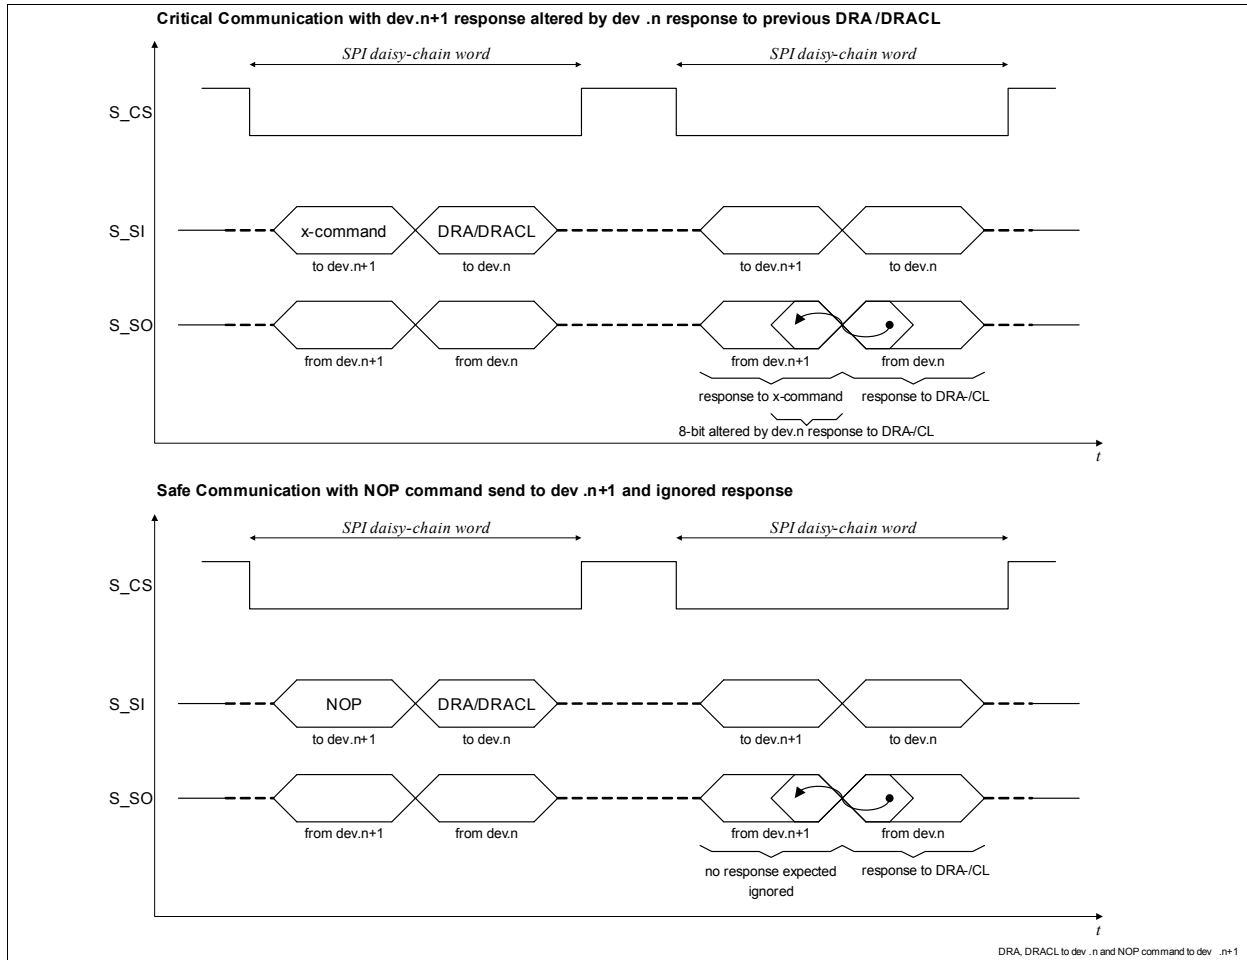 Critical Communication with dev.n+1 response altered by dev .n response to previous DRA/DRACL
SPI daisy-chain word SPI daisy-chain word
S_CS
S_SI x-command DRA/DRACL
to dev.n+1 to dev.n to dev.n+1 to dev.n
S_SO
from dev.n+1 from dev.n from dev.n+1 from dev.n
response to x-command response to DRA-/CL
8-bit altered by dev.n response to DRA-/CL
t
Safe Communication with NOP command send to dev .n+1 and ignored response
SPI daisy-chain word SPI daisy-chain word
S_CS
S_SI NOP DRA/DRACL
to dev.n+1 to dev.n to dev.n+1 to dev.n
S_SO
from dev.n+1 from dev.n from dev.n+1 from dev.n
no response expected response to DRA-/CL
ignored
t
DRA, DRACL to dev .n and NOP command to dev .n+1